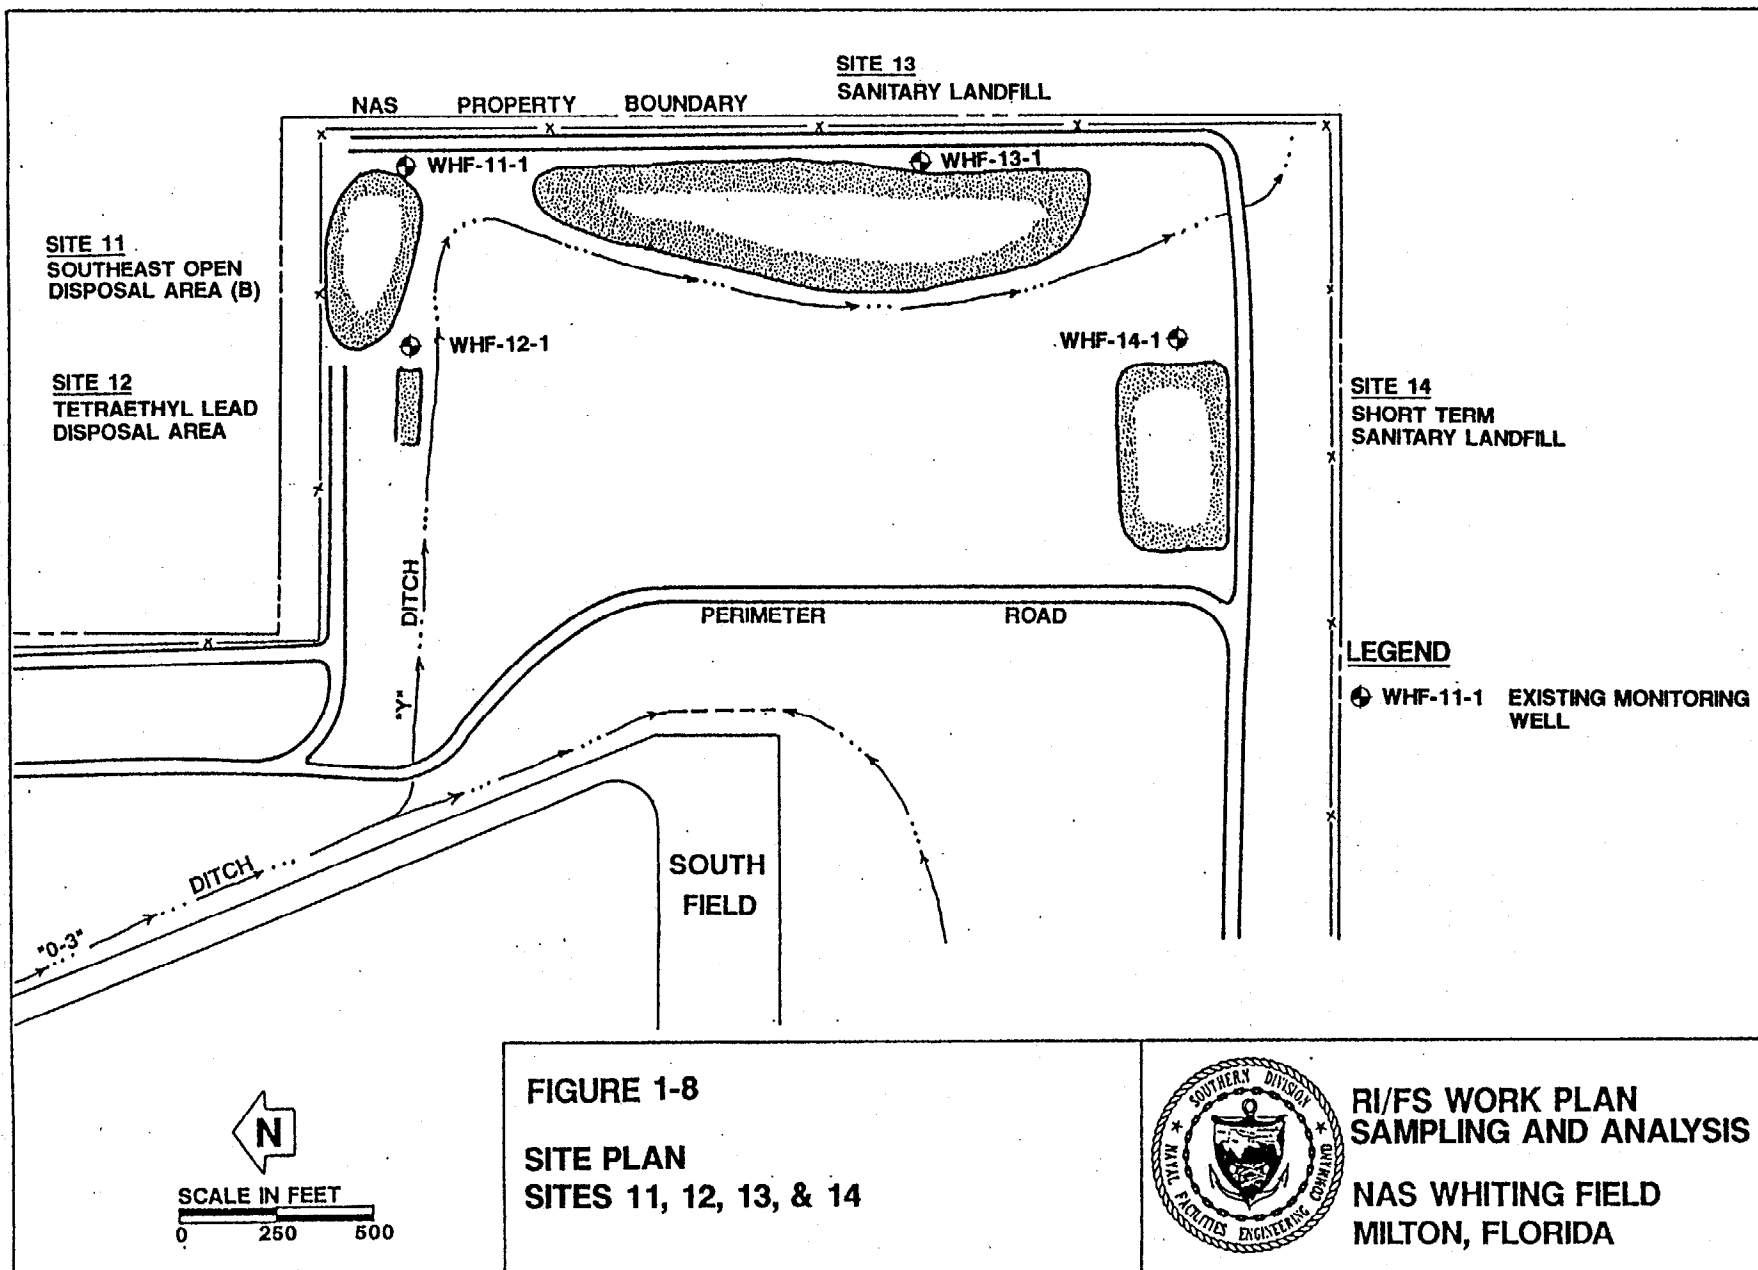 SITE 13
SANITARY LANDFILL
NAS PROPERTY BOUNDARY
WHF-11-1
WHF-13-1
SITE 11
SOUTHEAST OPEN
DISPOSAL AREA (B)
WHF-12-1
WHF-14-1
SITE 12
TETRAETHYL LEAD
DISPOSAL AREA
SITE 14
SHORT TERM
SANITARY LANDFILL
"Y" DITCH
PERIMETER ROAD
LEGEND
WHF-11-1 EXISTING MONITORING
WELL
"0-3" DITCH
SOUTH
FIELD
N
SCALE IN FEET
0 250 500
FIGURE 1-8
SITE PLAN
SITES 11, 12, 13, & 14
SOUTHERN DIVISION
NAVAL FACILITIES ENGINEERING COMMAND
RI/FS WORK PLAN
SAMPLING AND ANALYSIS
NAS WHITING FIELD
MILTON, FLORIDA